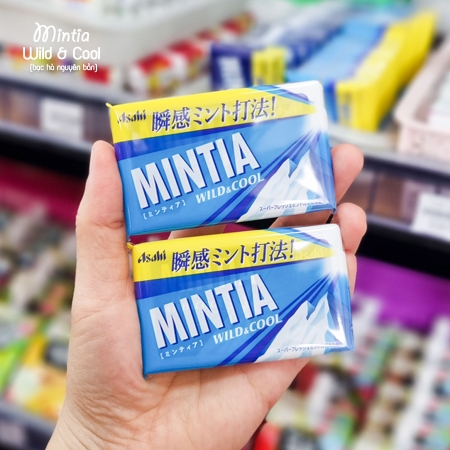 Mintia
Wild & Cool
(bạc hà nguyên bản)
Asahi
瞬感ミント打法!
MINTIA
[ミンティア]
WILD&COOL
Asahi
瞬感ミント打法!
MINTIA
[ミンティア]
WILD&COOL